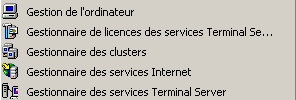 Gestion de l'ordinateur
Gestionnaire de licences des services Terminal Se...
Gestionnaire des clusters
Gestionnaire des services Internet
Gestionnaire des services Terminal Server